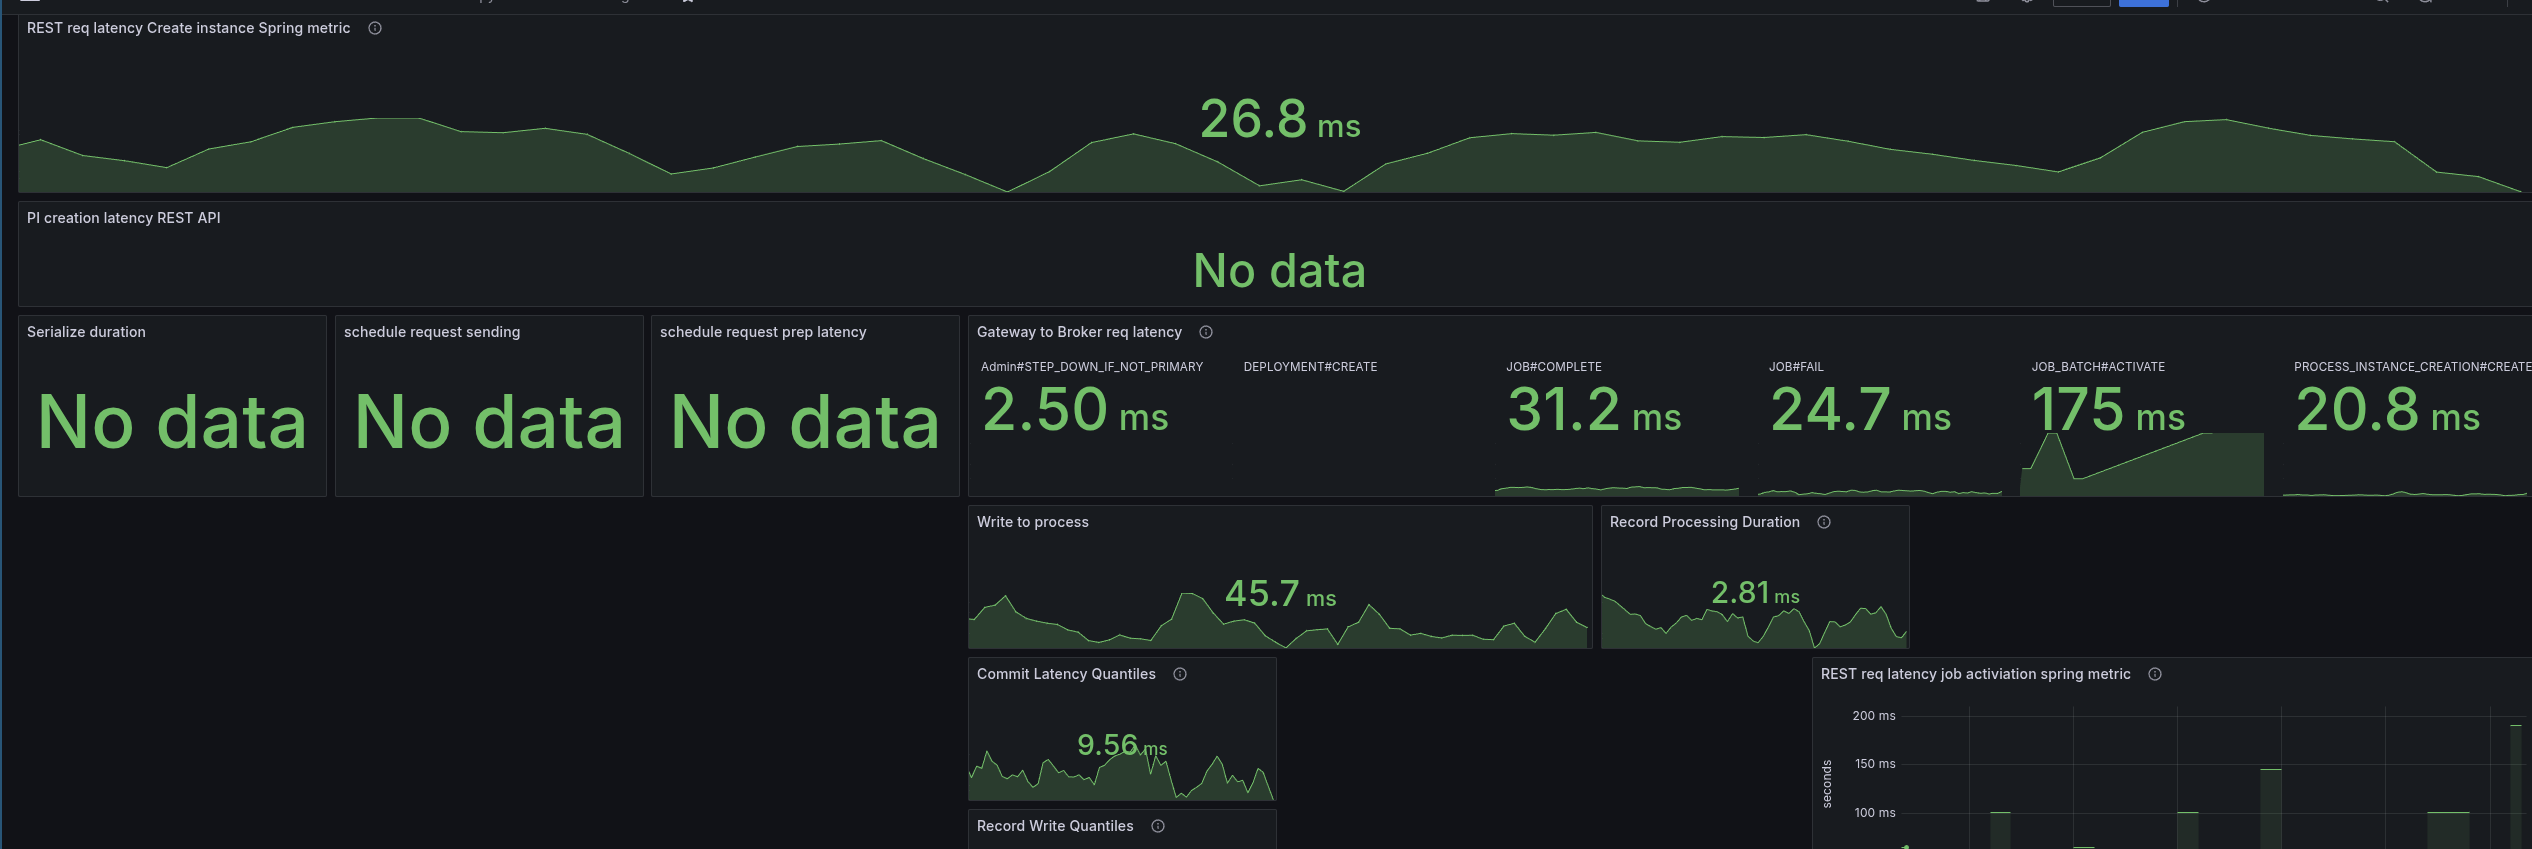 REST req latency Create instance Spring metric
26.8 ms
PI creation latency REST API
No data
Serialize duration
No data
schedule request sending
No data
schedule request prep latency
No data
Gateway to Broker req latency
Admin#STEP_DOWN_IF_NOT_PRIMARY
2.50 ms
DEPLOYMENT#CREATE
JOB#COMPLETE
31.2 ms
JOB#FAIL
24.7 ms
JOB_BATCH#ACTIVATE
175 ms
PROCESS_INSTANCE_CREATION#CREATE
20.8 ms
Write to process
45.7 ms
Record Processing Duration
2.81 ms
Commit Latency Quantiles
9.56 ms
REST req latency job activiation spring metric
200 ms
150 ms
100 ms
seconds
Record Write Quantiles